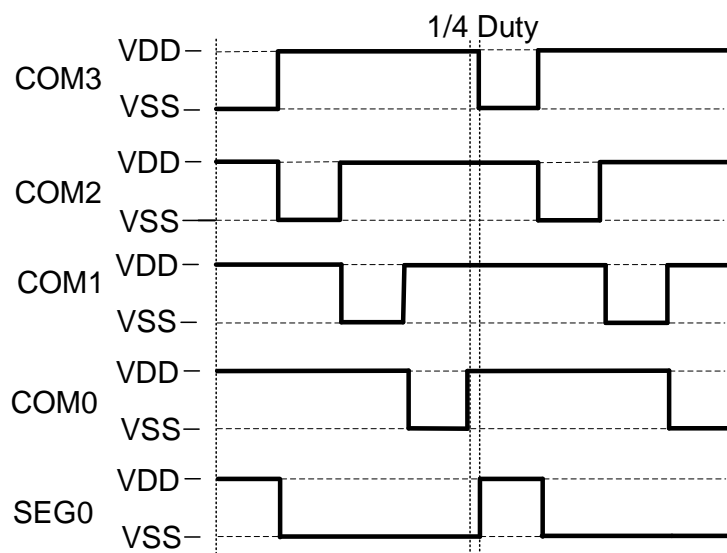 1/4 Duty
VDD
COM3
VSS
VDD
COM2
VSS
VDD
COM1
VSS
VDD
COM0
VSS
VDD
SEG0
VSS